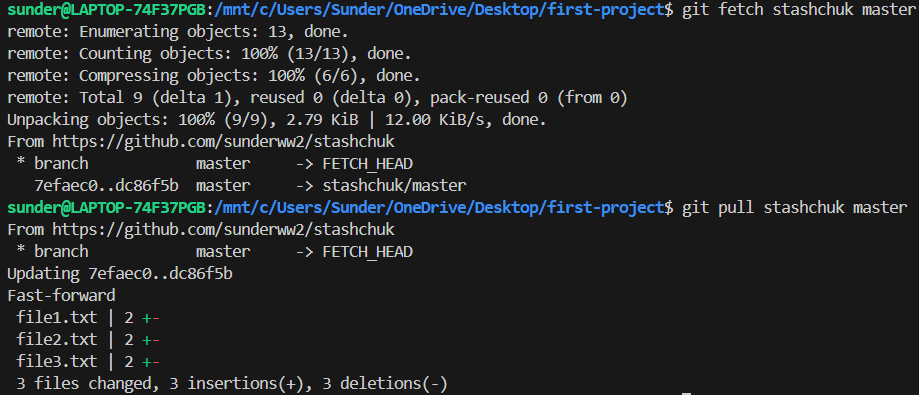 sunder@LAPTOP-74F37PGB:/mnt/c/Users/Sunder/OneDrive/Desktop/first-project$ git fetch stashchuk master
remote: Enumerating objects: 13, done.
remote: Counting objects: 100% (13/13), done.
remote: Compressing objects: 100% (6/6), done.
remote: Total 9 (delta 1), reused 0 (delta 0), pack-reused 0 (from 0)
Unpacking objects: 100% (9/9), 2.79 KiB | 12.00 KiB/s, done.
From https://github.com/sunderww2/stashchuk
 * branch            master     -> FETCH_HEAD
   7efaec0..dc86f5b  master     -> stashchuk/master
sunder@LAPTOP-74F37PGB:/mnt/c/Users/Sunder/OneDrive/Desktop/first-project$ git pull stashchuk master
From https://github.com/sunderww2/stashchuk
 * branch            master     -> FETCH_HEAD
Updating 7efaec0..dc86f5b
Fast-forward
 file1.txt | 2 +-
 file2.txt | 2 +-
 file3.txt | 2 +-
 3 files changed, 3 insertions(+), 3 deletions(-)